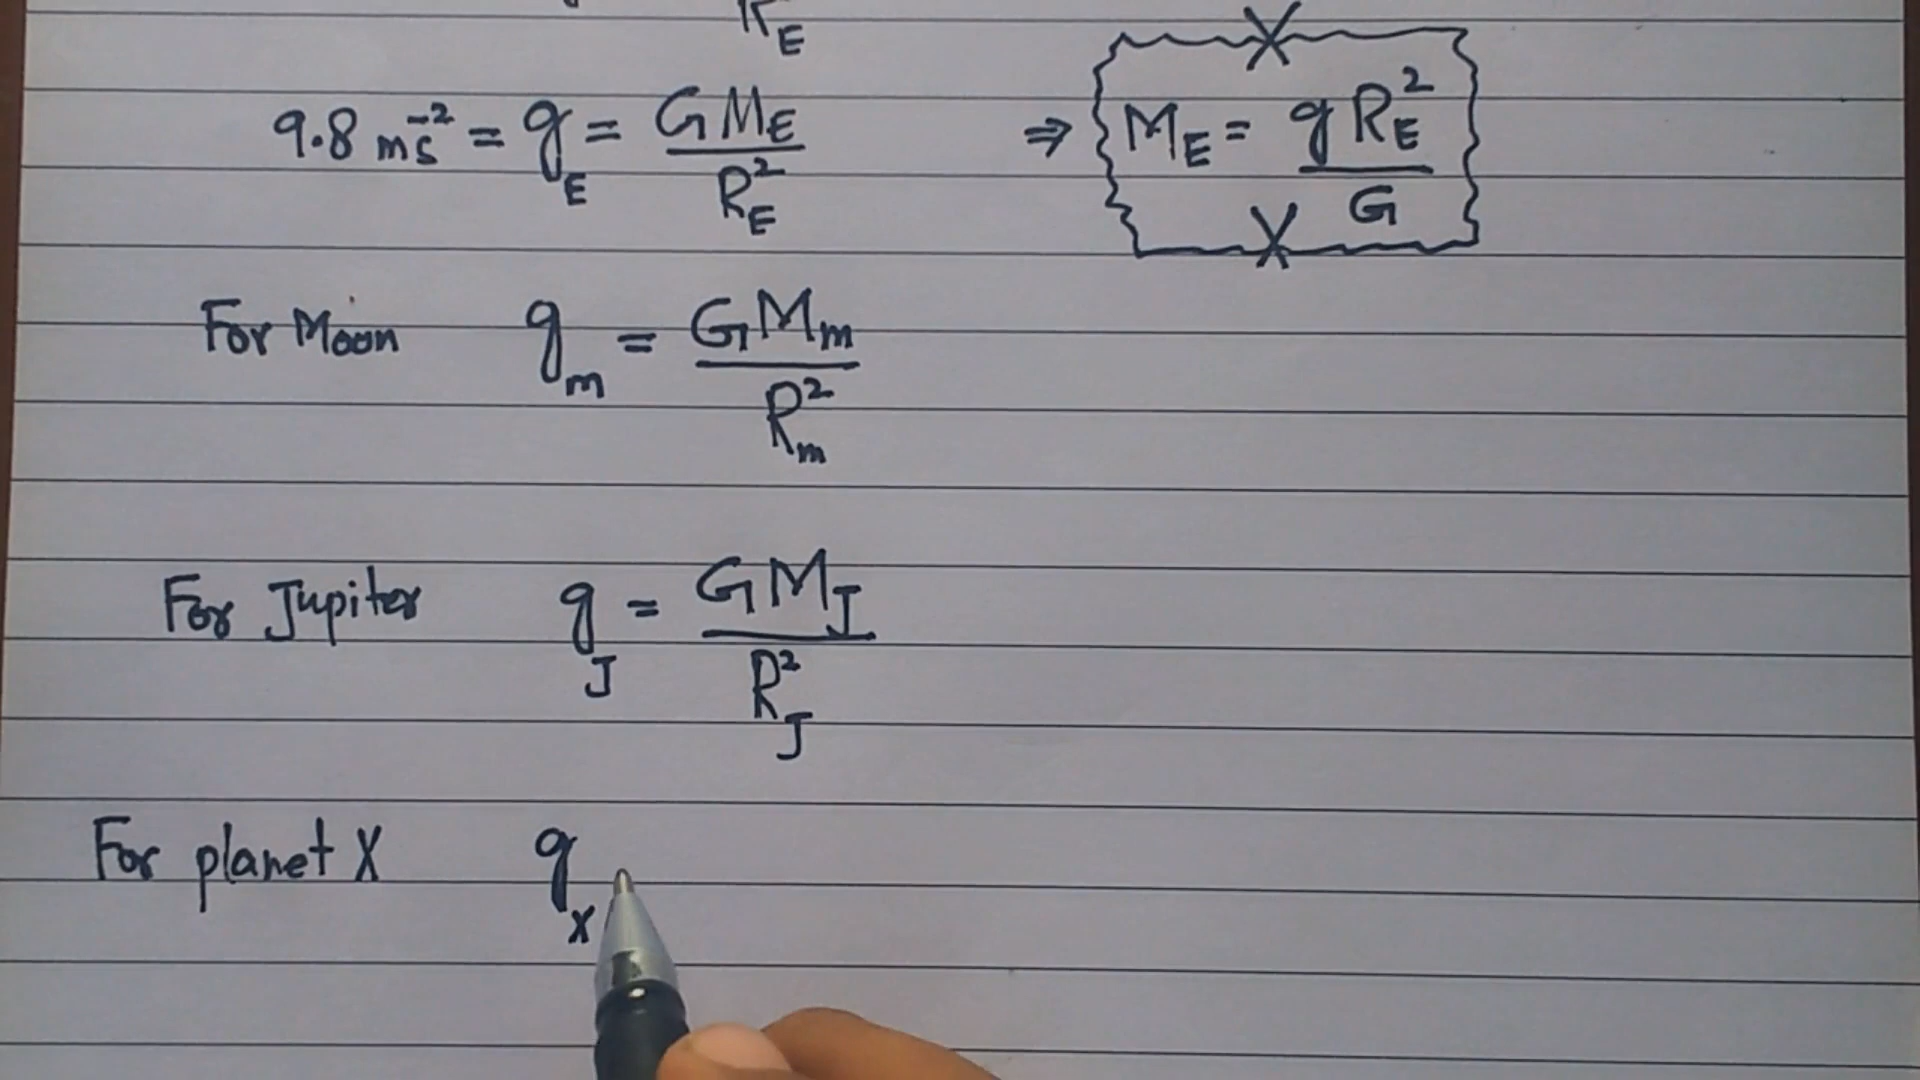 R_E
9.8 ms^-2 = g_E = GM_E / R_E^2 ⇒ M_E = gR_E^2 / G
For Moon g_m = GM_m / R_m^2
For Jupiter g_J = GM_J / R_J^2
For planet X g_x